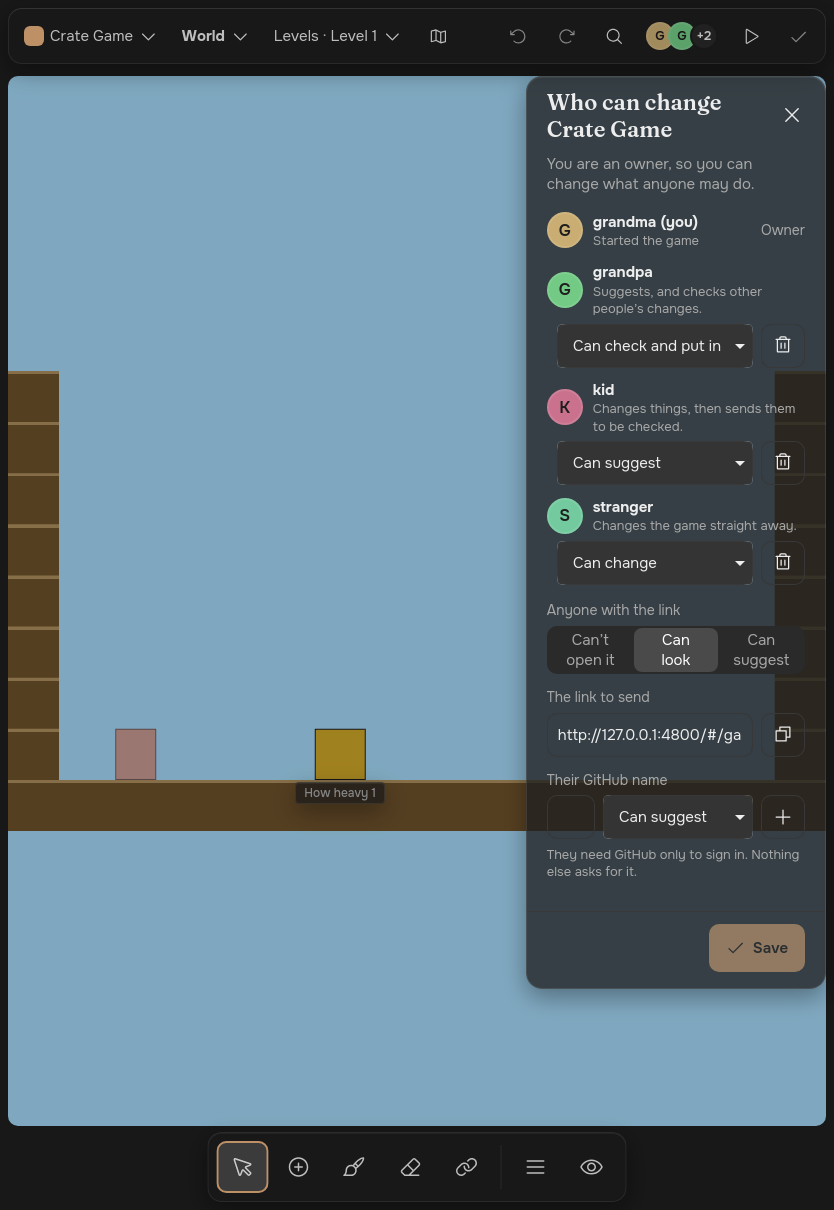 Crate Game
World
Levels · Level 1
G
G
+2
Who can change
Crate Game
You are an owner, so you can
change what anyone may do.
G
grandma (you)
Started the game
Owner
G
grandpa
Suggests, and checks other
people's changes.
Can check and put in
K
kid
Changes things, then sends them
to be checked.
Can suggest
S
stranger
Changes the game straight away.
Can change
Anyone with the link
Can't
open it
Can
look
Can
suggest
The link to send
http://127.0.0.1:4800/#/ga
Their GitHub name
Can suggest
They need GitHub only to sign in. Nothing
else asks for it.
Save
How heavy 1